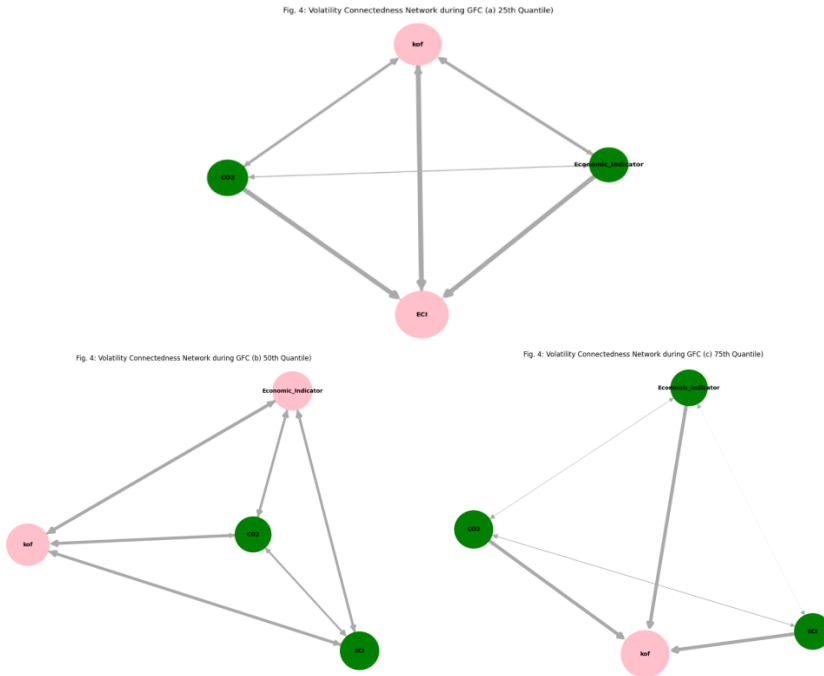 Fig. 4: Volatility Connectedness Network during GFC (a) 25th Quantile)
kof
CO2
Economic_Indicator
ECI
Fig. 4: Volatility Connectedness Network during GFC (b) 50th Quantile)
Economic_Indicator
kof
CO2
ECI
Fig. 4: Volatility Connectedness Network during GFC (c) 75th Quantile)
Economic_Indicator
CO2
ECI
kof